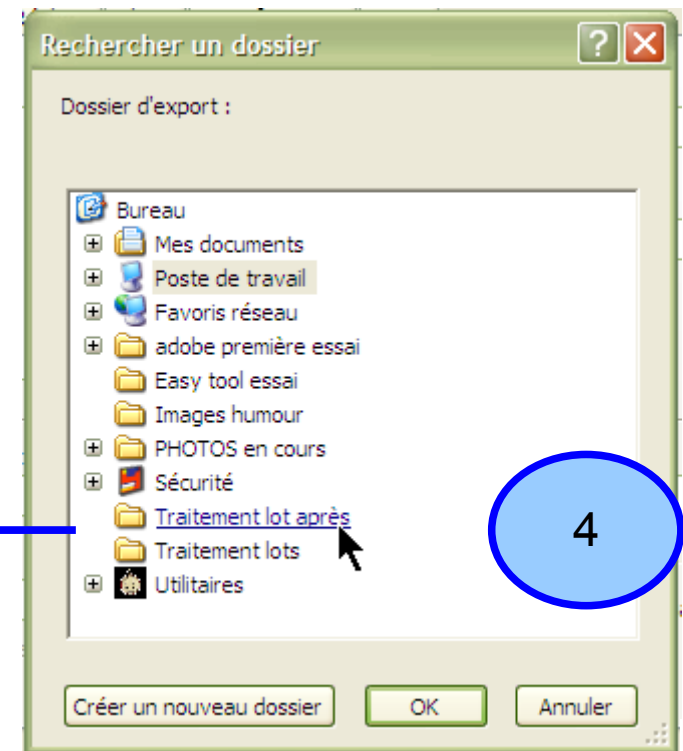 Rechercher un dossier
Dossier d'export :
Bureau
Mes documents
Poste de travail
Favoris réseau
adobe première essai
Easy tool essai
Images humour
PHOTOS en cours
Sécurité
Traitement lot après
4
Traitement lots
Utilitaires
Créer un nouveau dossier OK Annuler